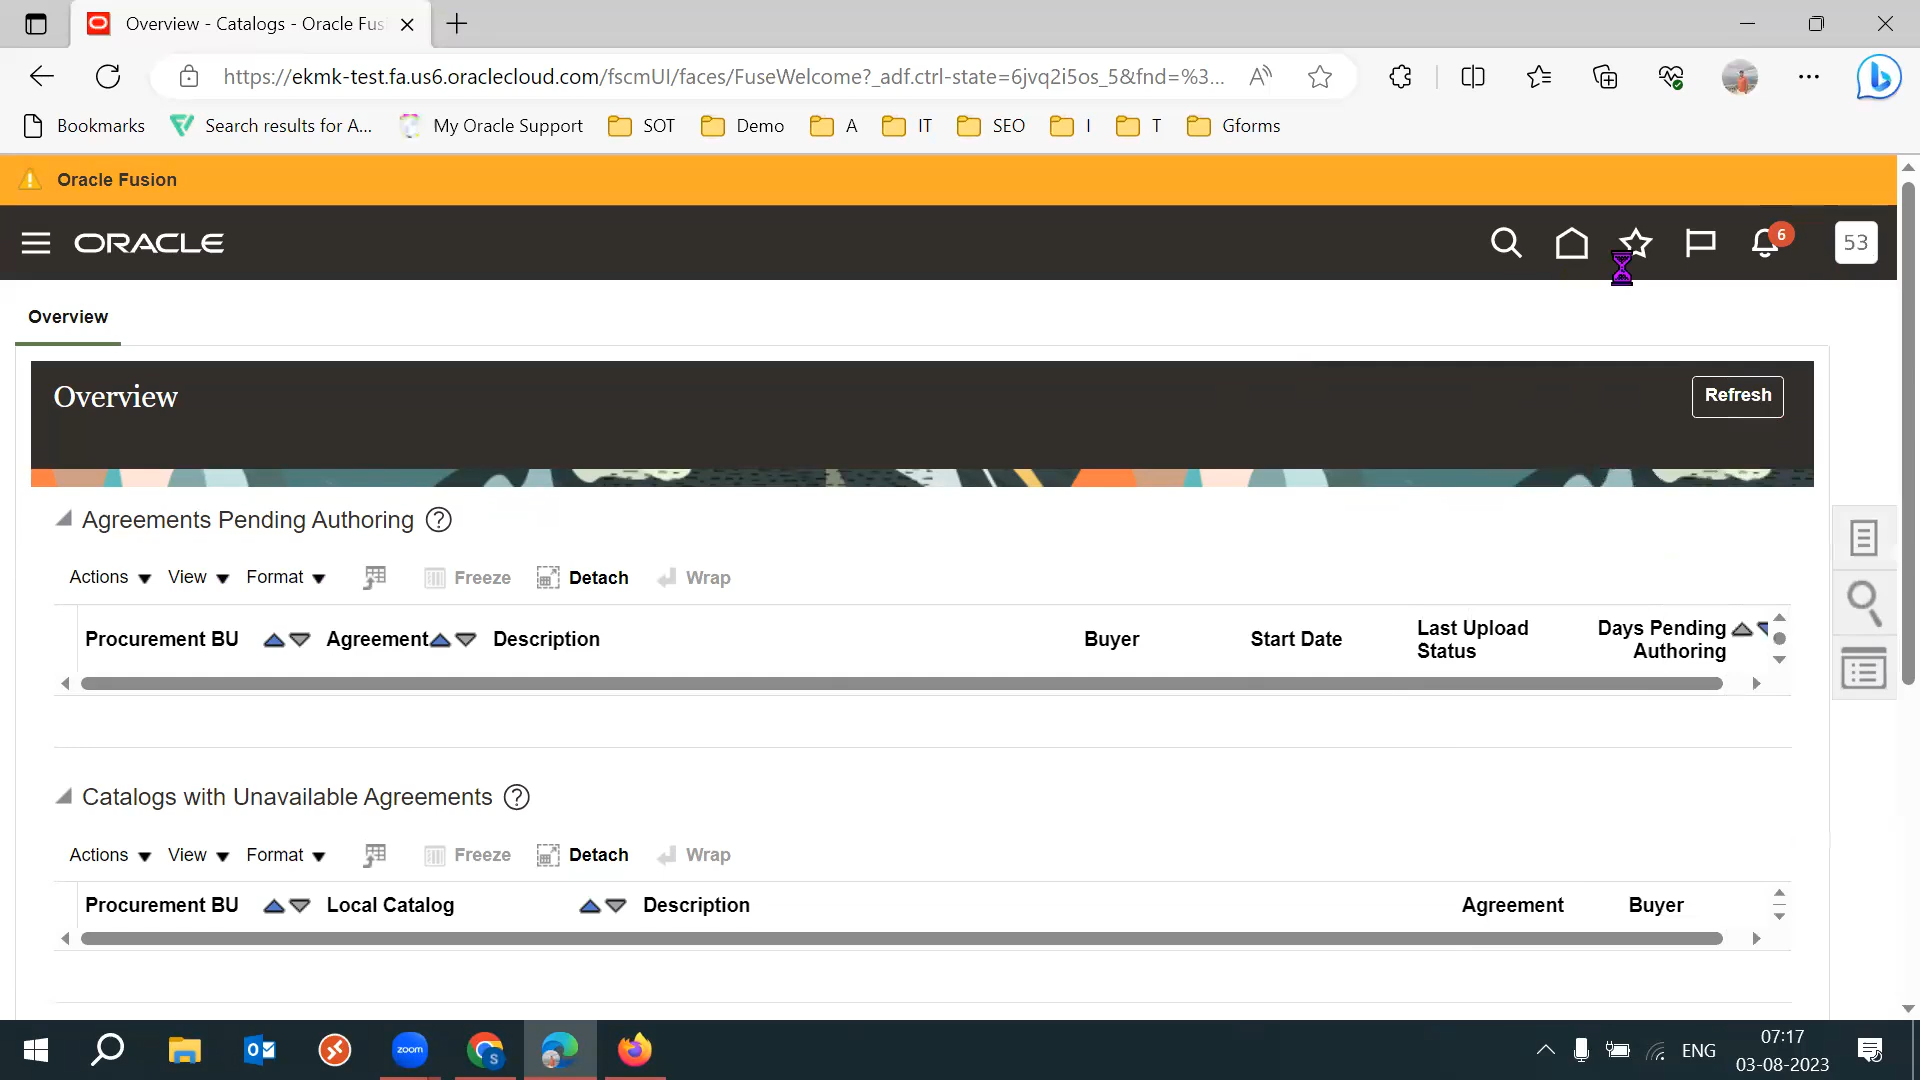 Overview - Catalogs - Oracle Fus
https://ekmk-test.fa.us6.oraclecloud.com/fscmUI/faces/FuseWelcome?_adf.ctrl-state=6jvq2i5os_5&fnd=%3...
Bookmarks Search results for A... My Oracle Support SOT Demo A IT SEO I T Gforms
Oracle Fusion
ORACLE 6 53
Overview
Overview Refresh
Agreements Pending Authoring
Actions View Format Freeze Detach Wrap
Procurement BU Agreement Description Buyer Start Date Last Upload Status Days Pending Authoring
Catalogs with Unavailable Agreements
Actions View Format Freeze Detach Wrap
Procurement BU Local Catalog Description Agreement Buyer
zoom S ENG 07:17
03-08-2023